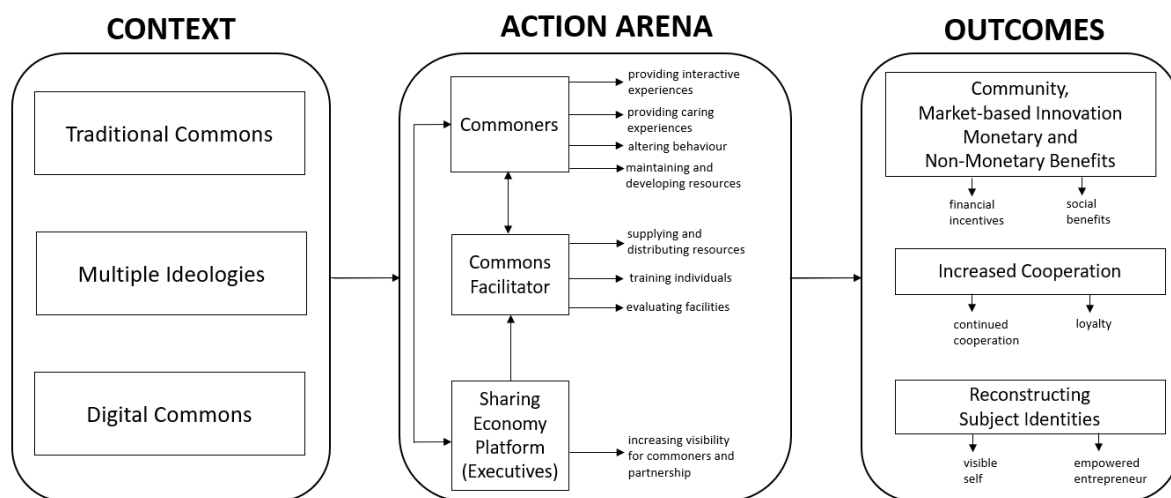 CONTEXT
Traditional Commons
Multiple Ideologies
Digital Commons
ACTION ARENA
Commoners
providing interactive
experiences
providing caring
experiences
altering behaviour
maintaining and
developing resources
Commons
Facilitator
supplying and
distributing resources
training individuals
evaluating facilities
Sharing
Economy
Platform
(Executives)
increasing visibility
for commoners and
partnership
OUTCOMES
Community,
Market-based Innovation
Monetary and
Non-Monetary Benefits
financial
incentives
social
benefits
Increased Cooperation
continued
cooperation
loyalty
Reconstructing
Subject Identities
visible
self
empowered
entrepreneur